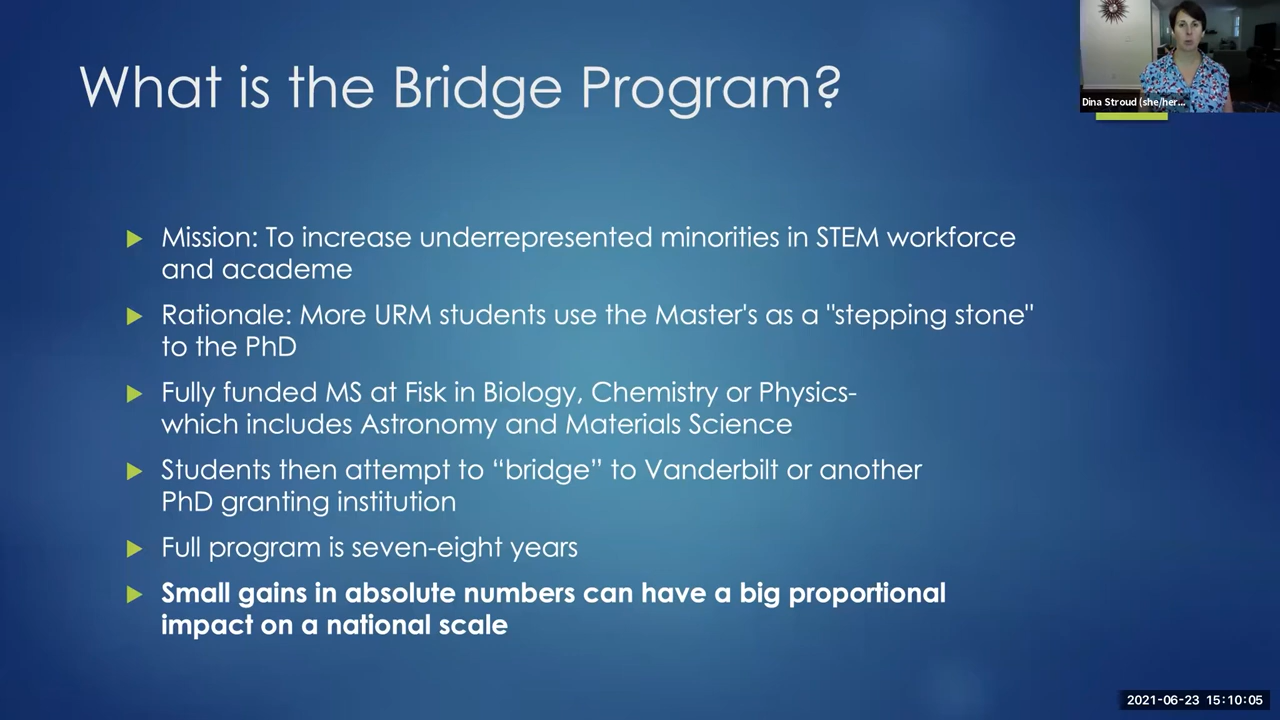 What is the Bridge Program?
Dina Stroud (she/her...
Mission: To increase underrepresented minorities in STEM workforce
and academe
Rationale: More URM students use the Master's as a "stepping stone"
to the PhD
Fully funded MS at Fisk in Biology, Chemistry or Physics-
which includes Astronomy and Materials Science
Students then attempt to “bridge” to Vanderbilt or another
PhD granting institution
Full program is seven-eight years
Small gains in absolute numbers can have a big proportional
impact on a national scale
2021-06-23 15:10:05